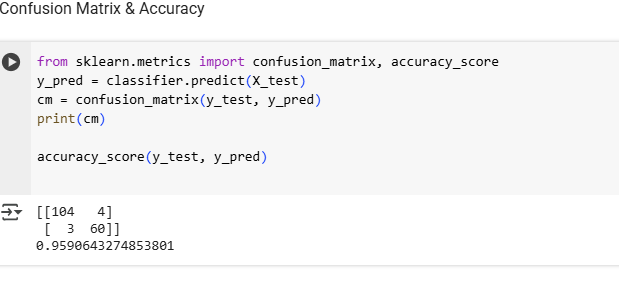 Confusion Matrix & Accuracy
from sklearn.metrics import confusion_matrix, accuracy_score
y_pred = classifier.predict(X_test)
cm = confusion_matrix(y_test, y_pred)
print(cm)
accuracy_score(y_test, y_pred)
[[104   4]
 [  3  60]]
0.9590643274853801